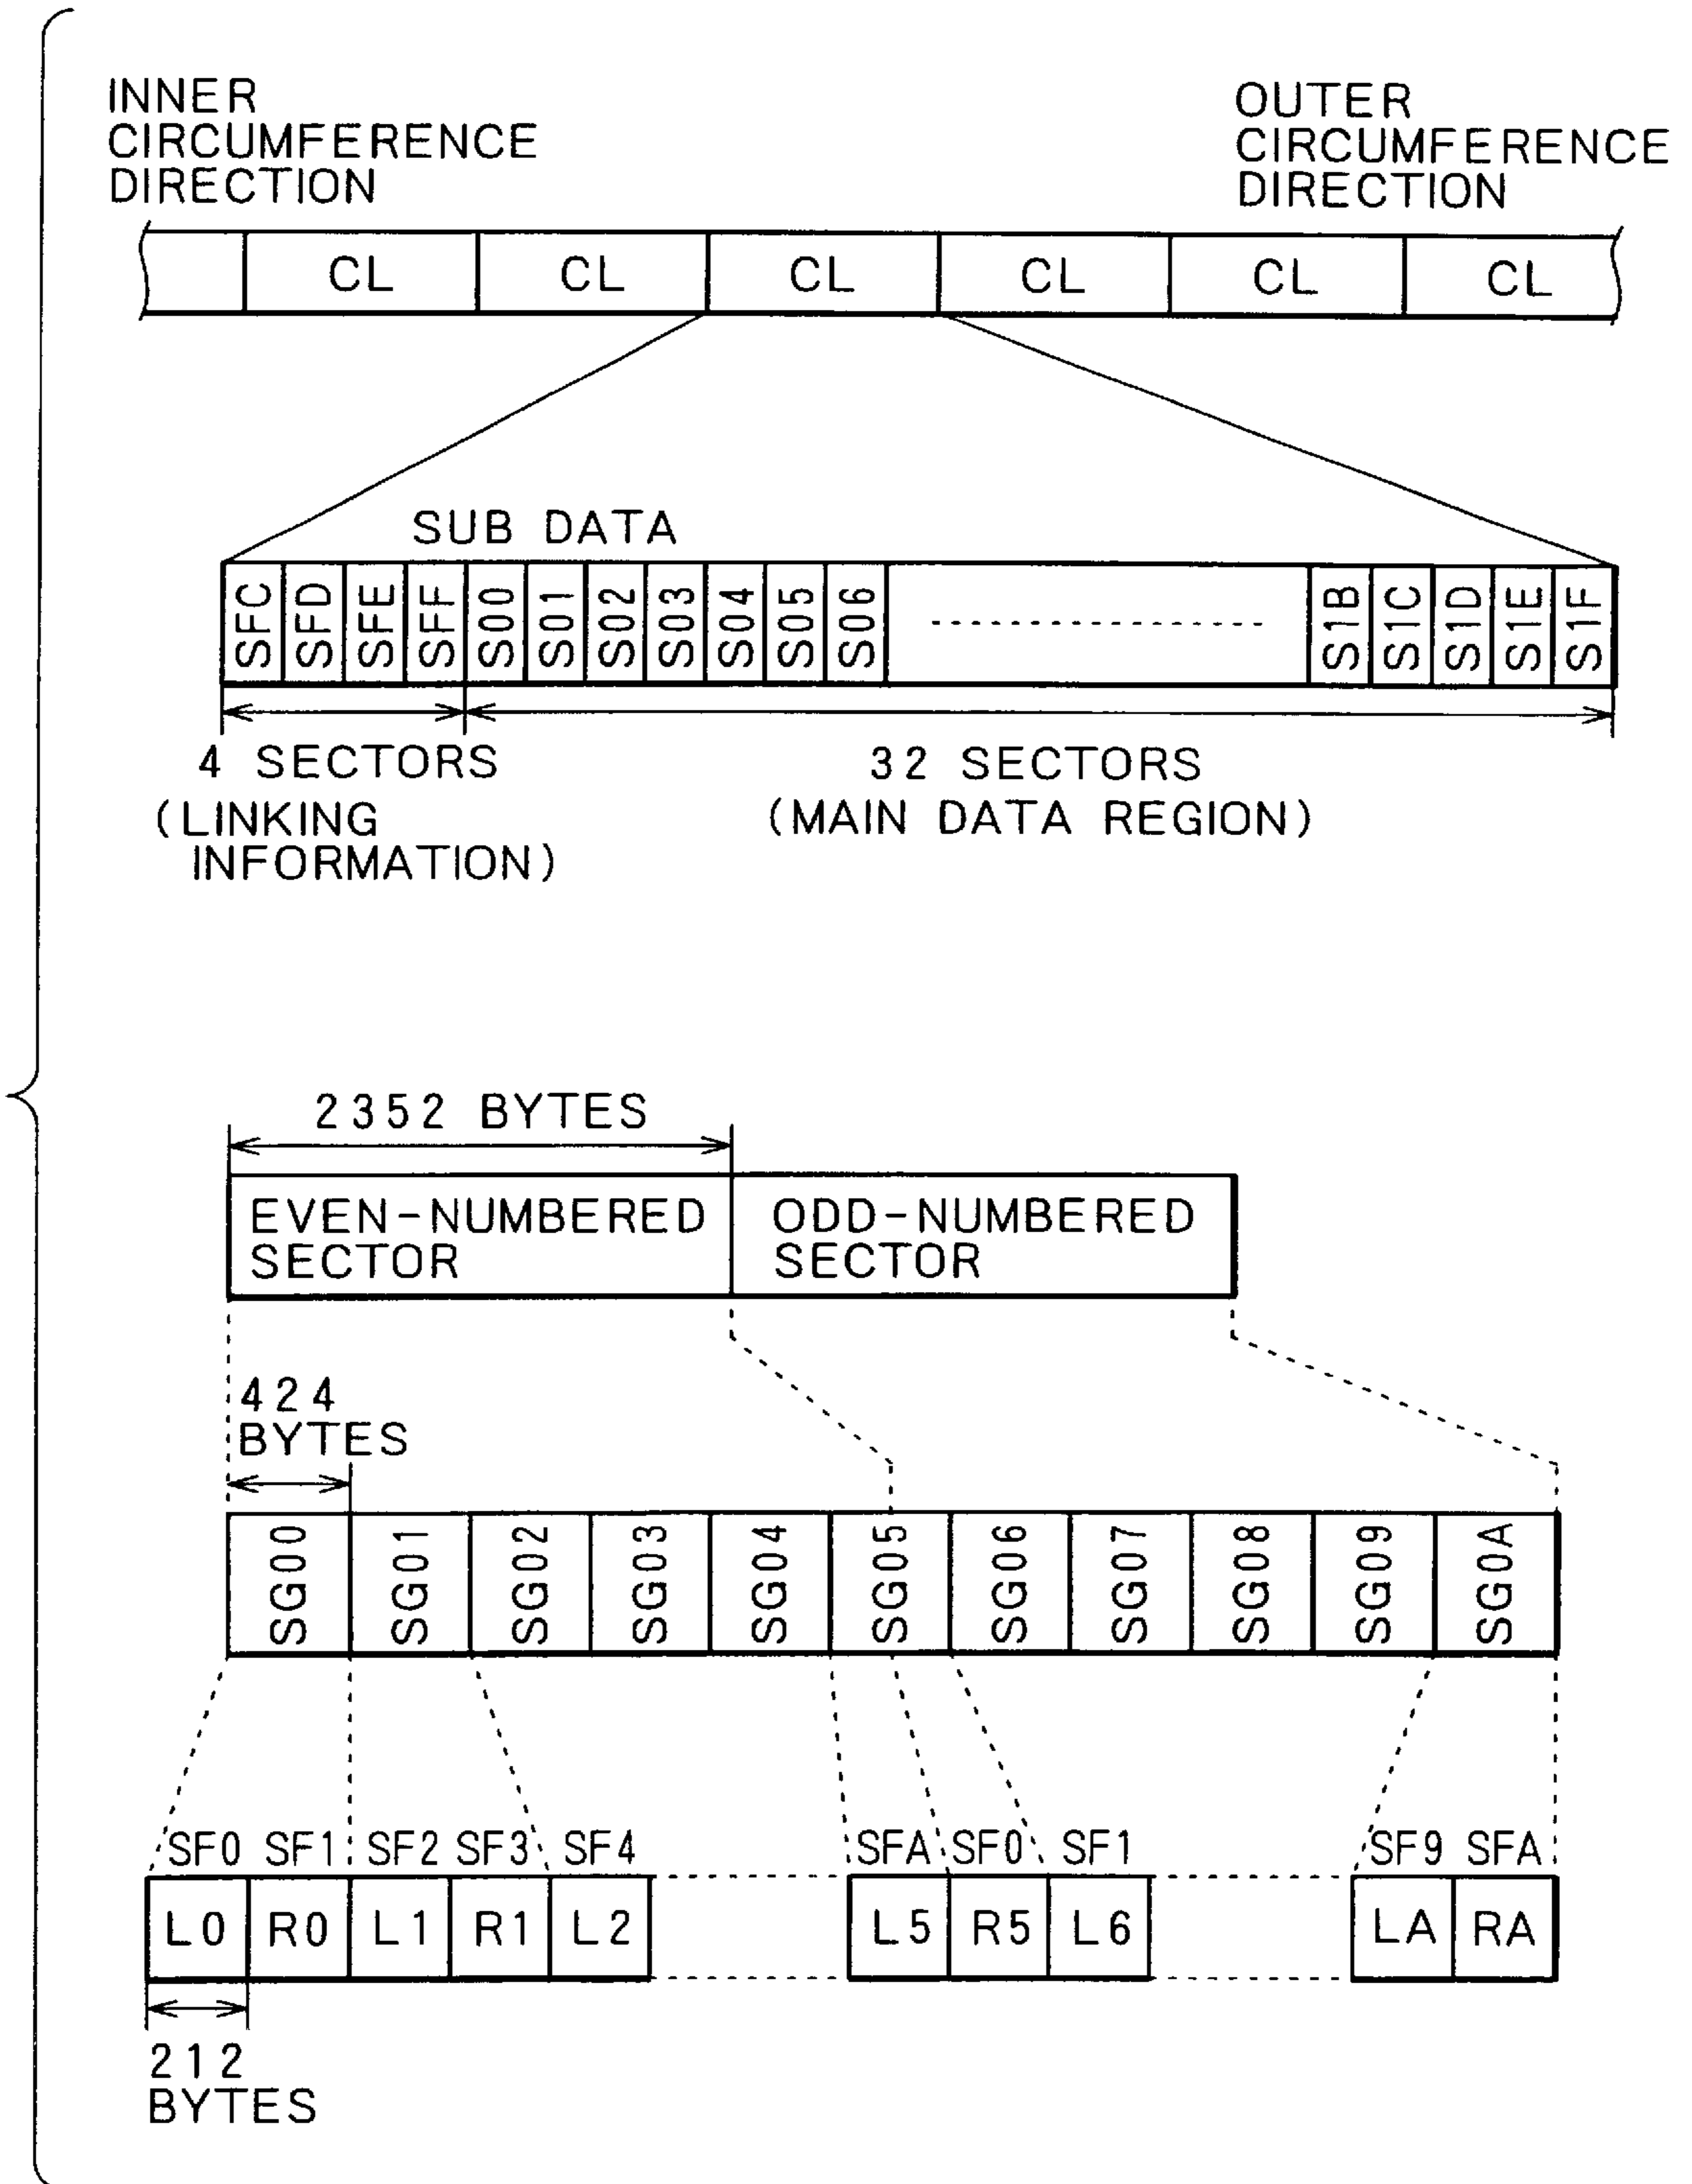 INNER
CIRCUMFERENCE
DIRECTION
OUTER
CIRCUMFERENCE
DIRECTION
CL CL CL CL CL CL
SUB DATA
SFC SFD SFE SFF S00 S01 S02 S03 S04 S05 S06 S1B S1C S1D S1E S1F
4 SECTORS
(LINKING
INFORMATION)
32 SECTORS
(MAIN DATA REGION)
2352 BYTES
EVEN-NUMBERED
SECTOR
ODD-NUMBERED
SECTOR
424
BYTES
SG00 SG01 SG02 SG03 SG04 SG05 SG06 SG07 SG08 SG09 SG0A
SF0 SF1 SF2 SF3 SF4 SFA SF0 SF1 SF9 SFA
L0 R0 L1 R1 L2 L5 R5 L6 LA RA
212
BYTES